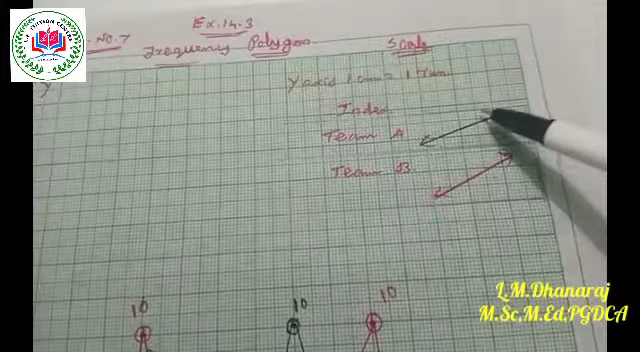 Ex.14.3
.NO.7 Frequency Polygon Scale
Y
Y axis 1 cm = 1 run
Index
Team A
Team B
10 10 10
L.M.Dhanaraj
M.Sc,M.Ed,PGDCA